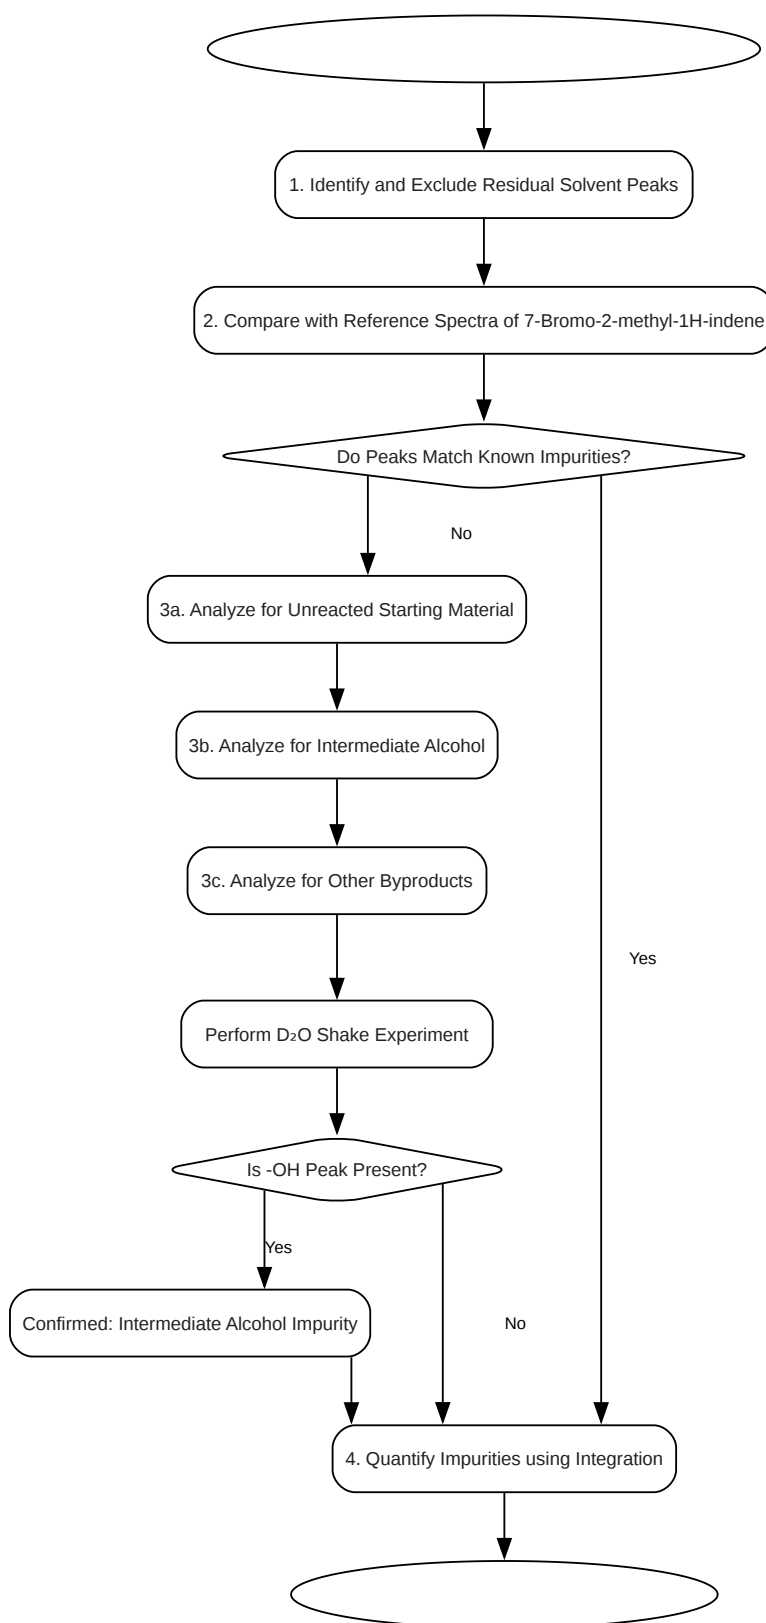 1. Identify and Exclude Residual Solvent Peaks
2. Compare with Reference Spectra of 7-Bromo-2-methyl-1H-indene
Do Peaks Match Known Impurities?
No
3a. Analyze for Unreacted Starting Material
3b. Analyze for Intermediate Alcohol
3c. Analyze for Other Byproducts
Yes
Perform D₂O Shake Experiment
Is -OH Peak Present?
Yes
Confirmed: Intermediate Alcohol Impurity
No
4. Quantify Impurities using Integration